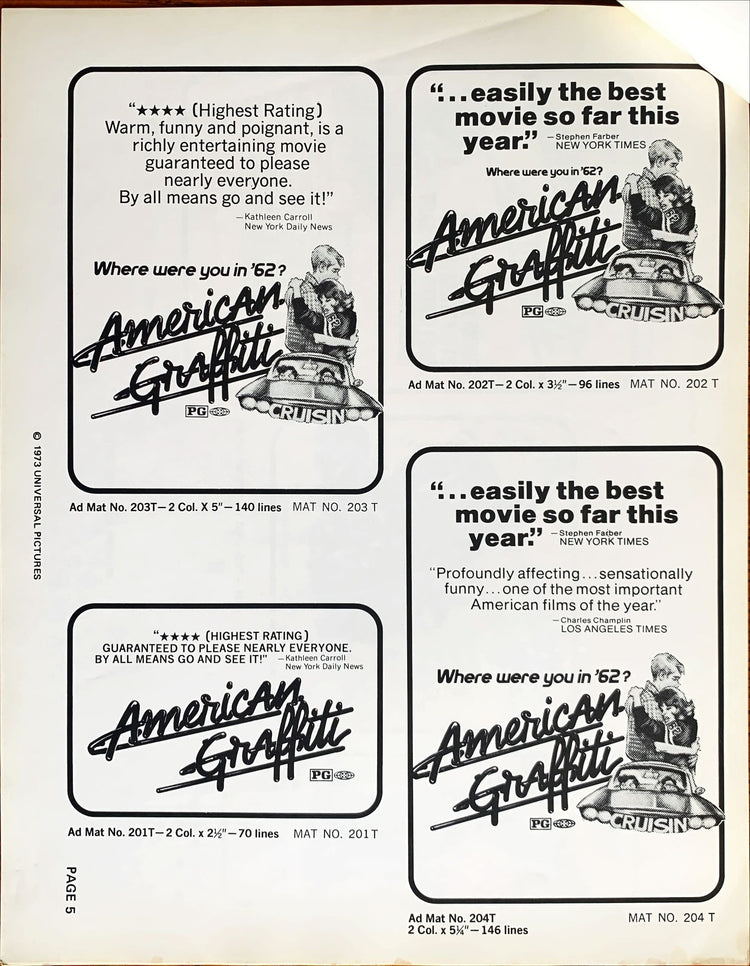 “★★★★ (Highest Rating)
Warm, funny and poignant, is a
richly entertaining movie
guaranteed to please
nearly everyone.
By all means go and see it!”
—Kathleen Carroll
New York Daily News
Where were you in ’62?
American
Graffiti
PG
CRUISIN’
Ad Mat No. 203T—2 Col. X 5”—140 lines MAT NO. 203 T
“...easily the best
movie so far this
year.” —Stephen Farber
NEW YORK TIMES
Where were you in ’62?
American
Graffiti
PG
CRUISIN’
Ad Mat No. 202T—2 Col. x 3½”—96 lines MAT NO. 202 T
© 1973 UNIVERSAL PICTURES
“★★★★ (HIGHEST RATING)
GUARANTEED TO PLEASE NEARLY EVERYONE.
BY ALL MEANS GO AND SEE IT!” —Kathleen Carroll
New York Daily News
American
Graffiti
PG
Ad Mat No. 201T—2 Col. x 2½”—70 lines MAT NO. 201T
“...easily the best
movie so far this
year.” —Stephen Farber
NEW YORK TIMES
“Profoundly affecting...sensationally
funny...one of the most important
American films of the year.”
—Charles Champlin
LOS ANGELES TIMES
Where were you in ’62?
American
Graffiti
PG
CRUISIN’
Ad Mat No. 204T MAT NO. 204 T
2 Col. x 5¼”—146 lines
PAGE 5